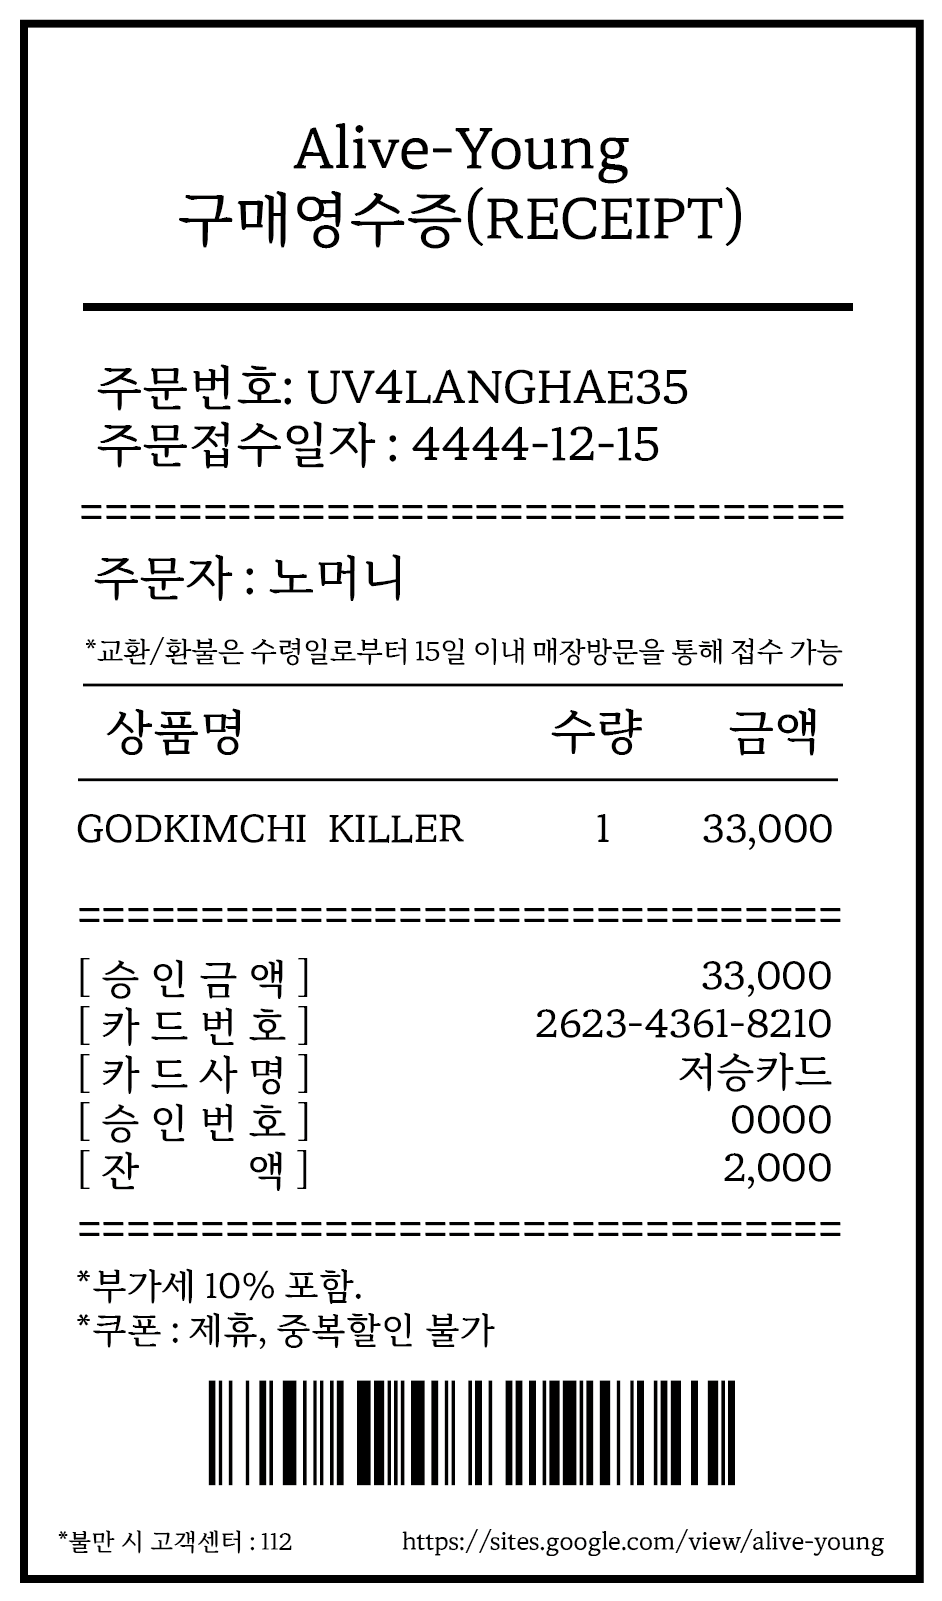 Alive-Young
구매영수증(RECEIPT)
주문번호: UV4LANGHAE35
주문접수일자 : 4444-12-15
===============================
주문자 : 노머니
*교환/환불은 수령일로부터 15일 이내 매장방문을 통해 접수 가능
상품명 수량 금액
GODKIMCHI KILLER 1 33,000
===============================
[ 승 인 금 액 ] 33,000
[ 카 드 번 호 ] 2623-4361-8210
[ 카 드 사 명 ] 저승카드
[ 승 인 번 호 ] 0000
[ 잔 액 ] 2,000
===============================
*부가세 10% 포함.
*쿠폰 : 제휴, 중복할인 불가
*불만 시 고객센터 : 112 https://sites.google.com/view/alive-young